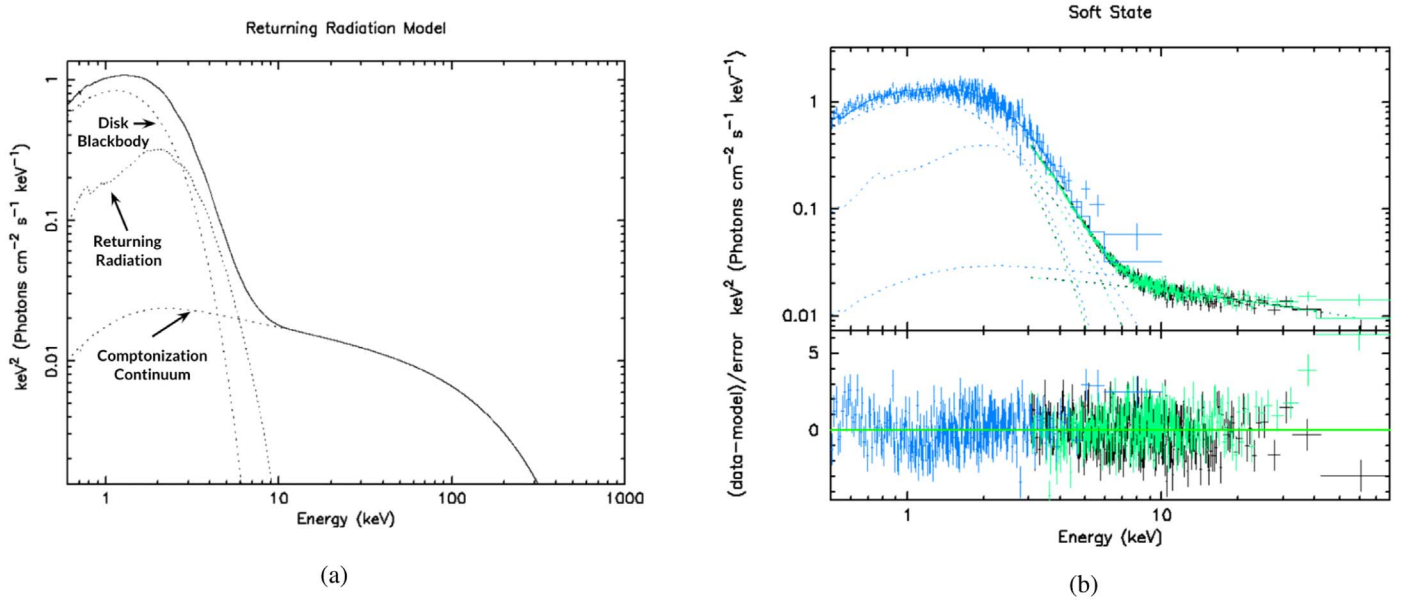 Returning Radiation Model
keV² (Photons cm⁻² s⁻¹ keV⁻¹)
1
0.1
0.01
Disk
Blackbody
Returning
Radiation
Comptonization
Continuum
1
10
100
1000
Energy (keV)
(a)
Soft State
keV² (Photons cm⁻² s⁻¹ keV⁻¹)
1
0.1
0.01
(data−model)/error
5
0
1
10
Energy (keV)
(b)